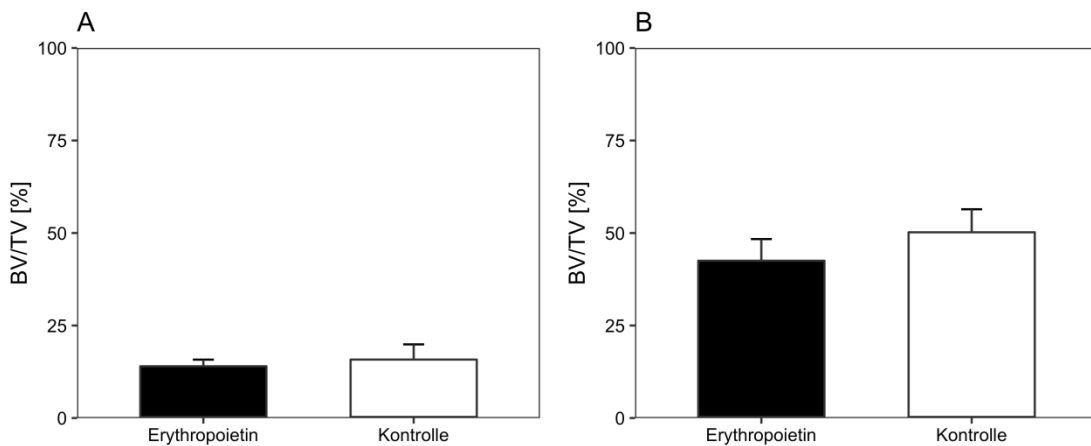 A
BV/TV [%]
100
75
50
25
0
Erythropoietin
Kontrolle
B
BV/TV [%]
100
75
50
25
0
Erythropoietin
Kontrolle